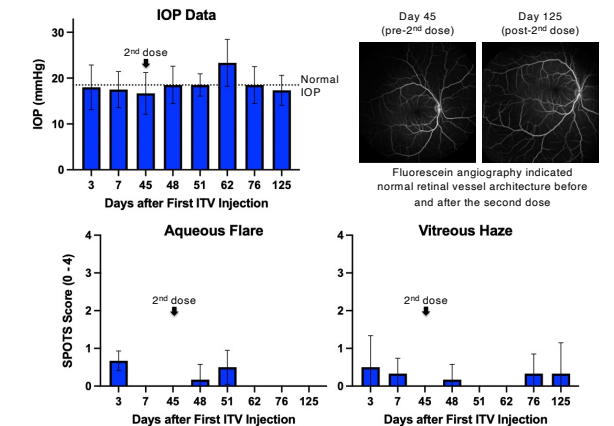 IOP Data
IOP (mmHg)
30
20
10
0
2nd dose
Normal
IOP
3 7 45 48 51 62 76 125
Days after First ITV Injection
Day 45
(pre-2nd dose)
Day 125
(post-2nd dose)
Fluorescein angiography indicated
normal retinal vessel architecture before
and after the second dose
Aqueous Flare
SPOTS Score (0 - 4)
4
3
2
1
0
2nd dose
3 7 45 48 51 62 76 125
Days after First ITV Injection
Vitreous Haze
4
3
2
1
0
2nd dose
3 7 45 48 51 62 76 125
Days after First ITV Injection